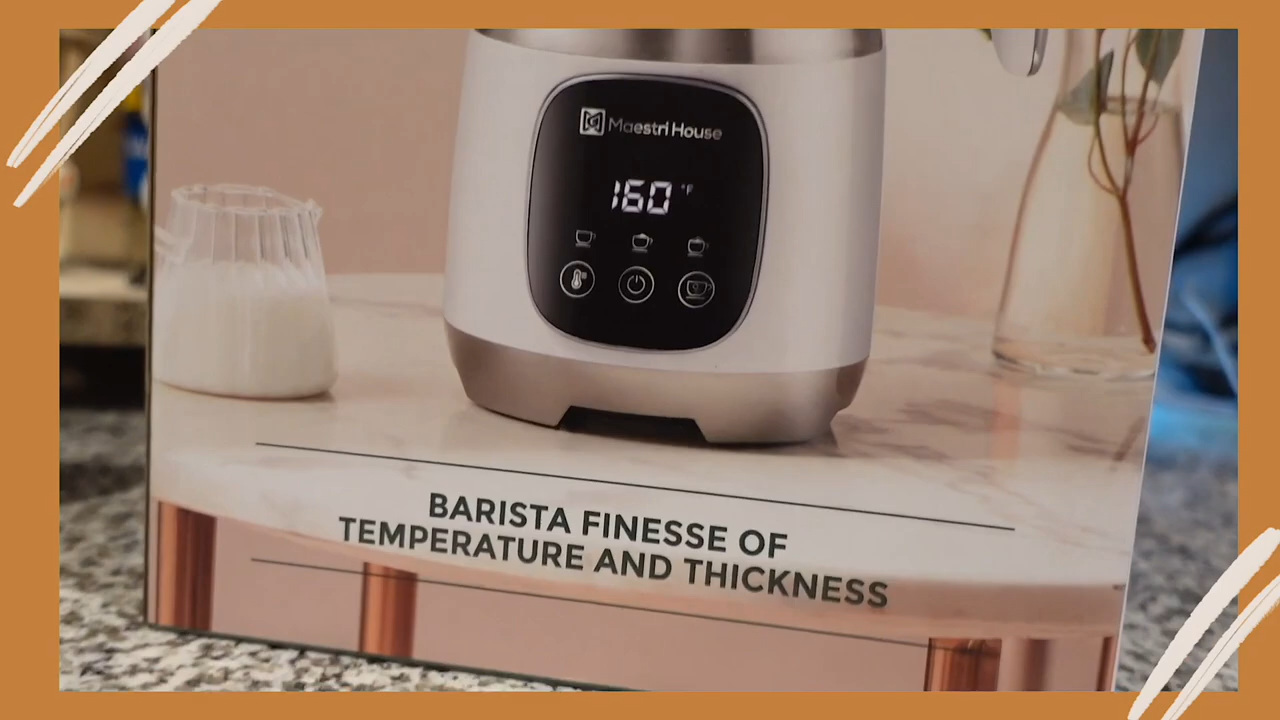 Maestri House
160 °F
BARISTA FINESSE OF
TEMPERATURE AND THICKNESS